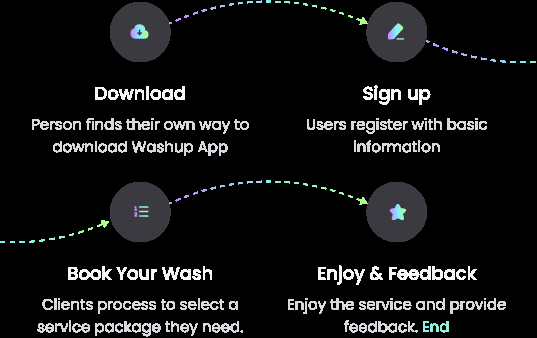 Download
Person finds their own way to
download Washup App
Sign up
Users register with basic
information
Book Your Wash
Clients process to select a
service package they need.
Enjoy & Feedback
Enjoy the service and provide
feedback. End